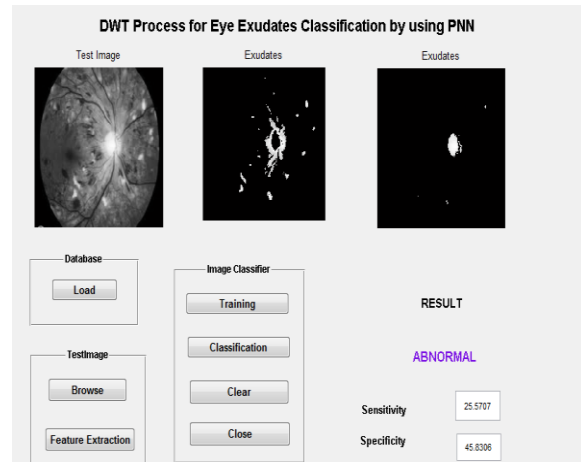 DWT Process for Eye Exudates Classification by using PNN
Test Image
Exudates
Exudates
Database
Load
TestImage
Browse
Feature Extraction
Image Classifier
Training
Classification
Clear
Close
RESULT
ABNORMAL
Sensitivity
25.5707
Specificity
45.8306